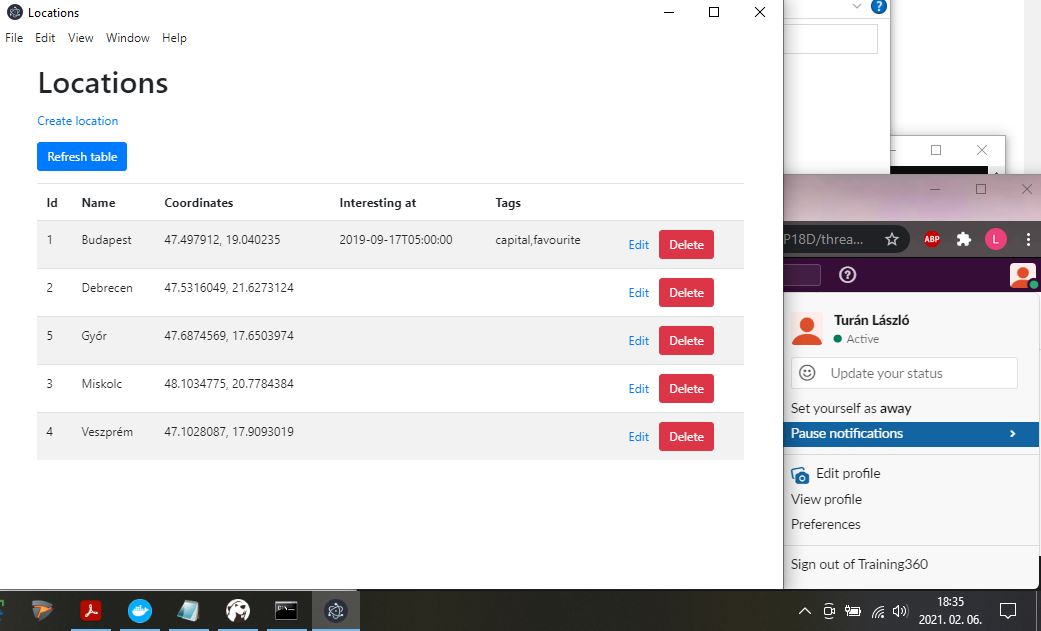 Locations
File Edit View Window Help
Locations
Create location
Refresh table
Id Name Coordinates Interesting at Tags
1 Budapest 47.497912, 19.040235 2019-09-17T05:00:00 capital,favourite Edit Delete
2 Debrecen 47.5316049, 21.6273124 Edit Delete
5 Győr 47.6874569, 17.6503974 Edit Delete
3 Miskolc 48.1034775, 20.7784384 Edit Delete
4 Veszprém 47.1028087, 17.9093019 Edit Delete
?
P18D/threa... ABP L
?
Turán László
Active
Update your status
Set yourself as away
Pause notifications
Edit profile
View profile
Preferences
Sign out of Training360
18:35
2021. 02. 06.